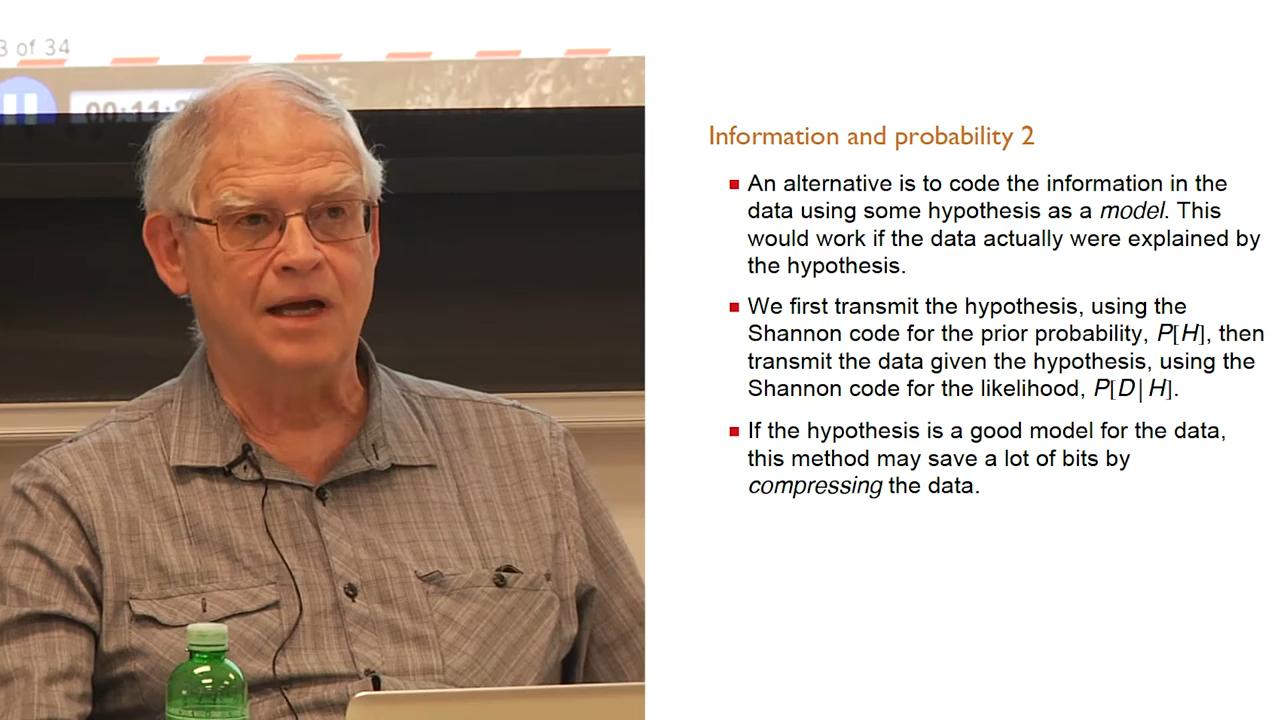 3 of 34
Information and probability 2
An alternative is to code the information in the
data using some hypothesis as a model. This
would work if the data actually were explained by
the hypothesis.
We first transmit the hypothesis, using the
Shannon code for the prior probability, P[H], then
transmit the data given the hypothesis, using the
Shannon code for the likelihood, P[D|H].
If the hypothesis is a good model for the data,
this method may save a lot of bits by
compressing the data.